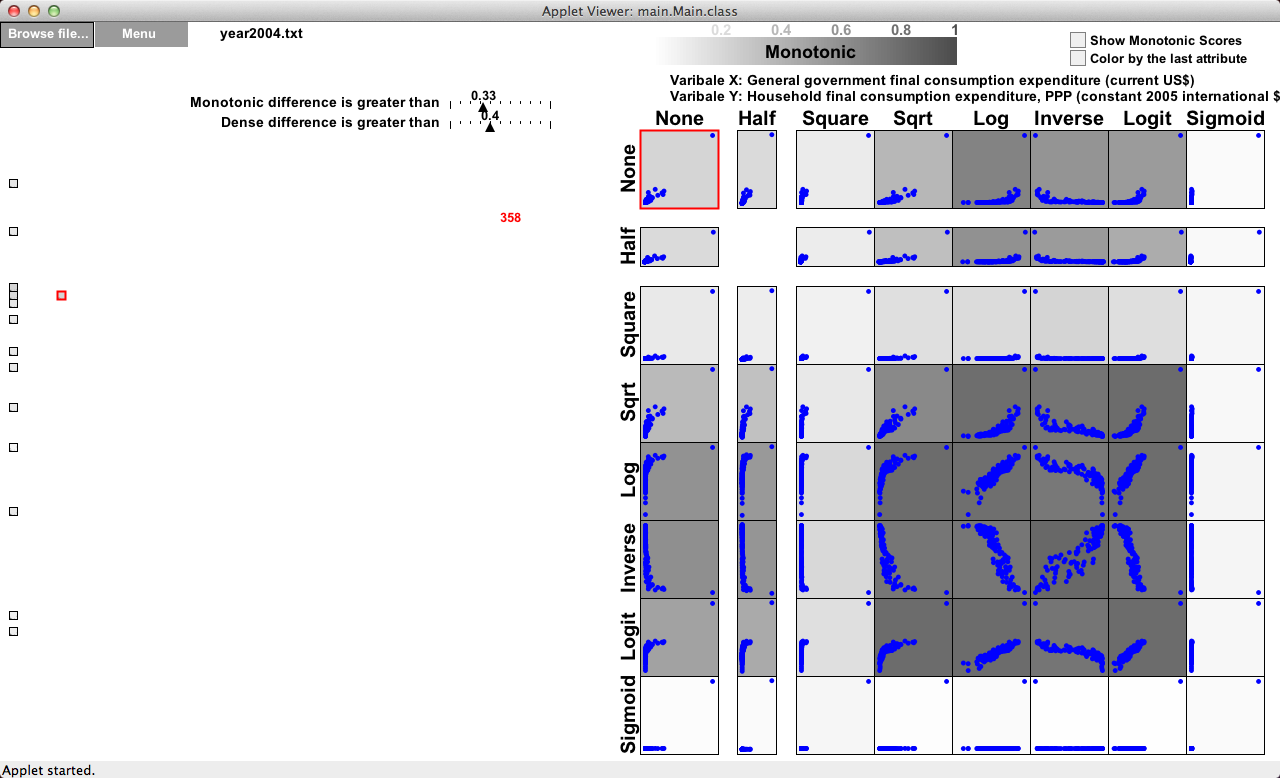 Applet Viewer: main.Main.class
Browse file... Menu year2004.txt
0.2 0.4 0.6 0.8 1
Monotonic
Show Monotonic Scores
Color by the last attribute
Varibale X: General government final consumption expenditure (current US$)
Varibale Y: Household final consumption expenditure, PPP (constant 2005 international $
Monotonic difference is greater than 0.33
Dense difference is greater than 0.4
None Half Square Sqrt Log Inverse Logit Sigmoid
None
358
Half
Square
Sqrt
Log
Inverse
Logit
Sigmoid
Applet started.